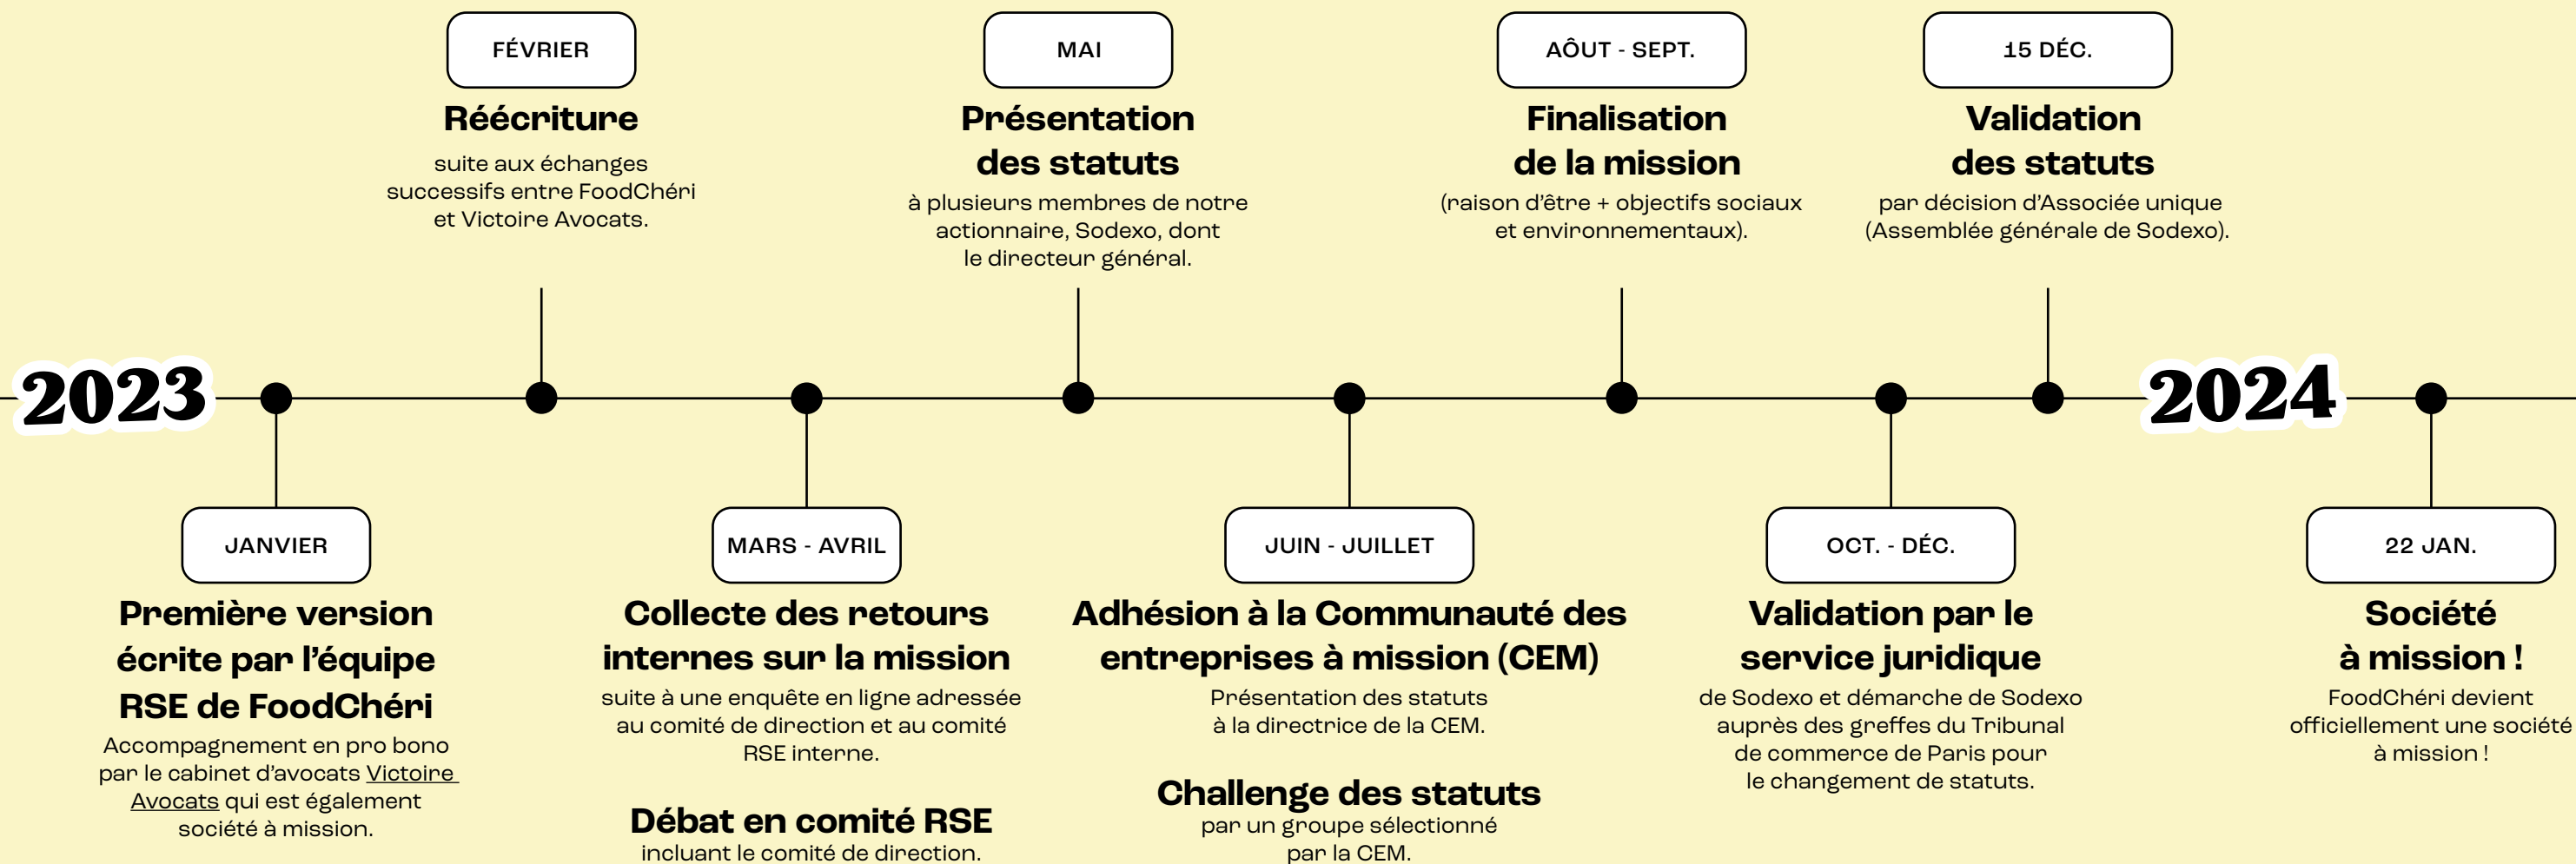 2023
JANVIER
Première version
écrite par l'équipe
RSE de FoodChéri
Accompagnement en pro bono
par le cabinet d'avocats Victoire
Avocats qui est également
société à mission.
FÉVRIER
Réécriture
suite aux échanges
successifs entre FoodChéri
et Victoire Avocats.
MARS - AVRIL
Collecte des retours
internes sur la mission
suite à une enquête en ligne adressée
au comité de direction et au comité
RSE interne.
Débat en comité RSE
incluant le comité de direction.
MAI
Présentation
des statuts
à plusieurs membres de notre
actionnaire, Sodexo, dont
le directeur général.
JUIN - JUILLET
Adhésion à la Communauté des
entreprises à mission (CEM)
Présentation des statuts
à la directrice de la CEM.
Challenge des statuts
par un groupe sélectionné
par la CEM.
AÔUT - SEPT.
Finalisation
de la mission
(raison d'être + objectifs sociaux
et environnementaux).
OCT. - DÉC.
Validation par le
service juridique
de Sodexo et démarche de Sodexo
auprès des greffes du Tribunal
de commerce de Paris pour
le changement de statuts.
15 DÉC.
Validation
des statuts
par décision d'Associée unique
(Assemblée générale de Sodexo).
2024
22 JAN.
Société
à mission !
FoodChéri devient
officiellement une société
à mission !